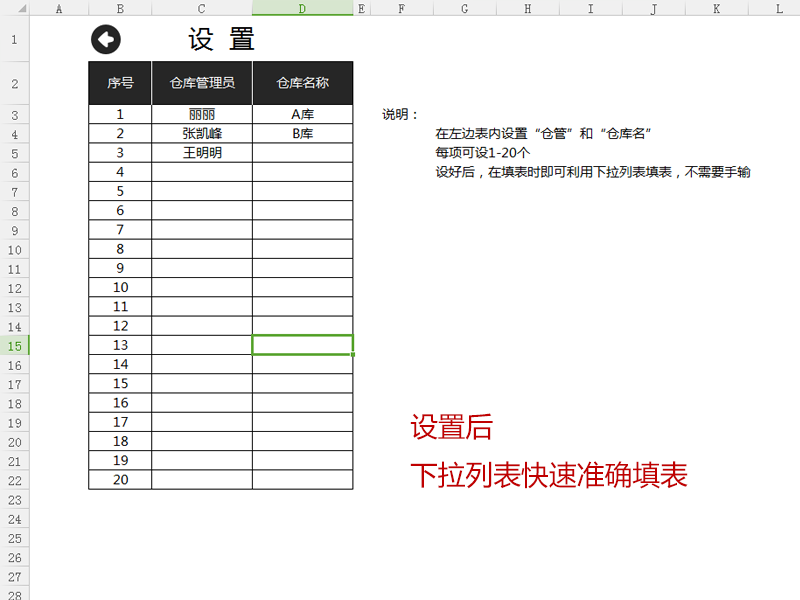 A B C D E F G H I J K L
1 设 置
2 序号 仓库管理员 仓库名称
3 1 丽丽 A库 说明：
4 2 张凯峰 B库 在左边表内设置“仓管”和“仓库名”
5 3 王明明 每项可设1-20个
6 4 设好后，在填表时即可利用下拉列表填表，不需要手输
7 5
8 6
9 7
10 8
11 9
12 10
13 11
14 12
15 13
16 14
17 15
18 16
19 17 设置后
20 18
21 19 下拉列表快速准确填表
22 20
23
24
25
26
27
28